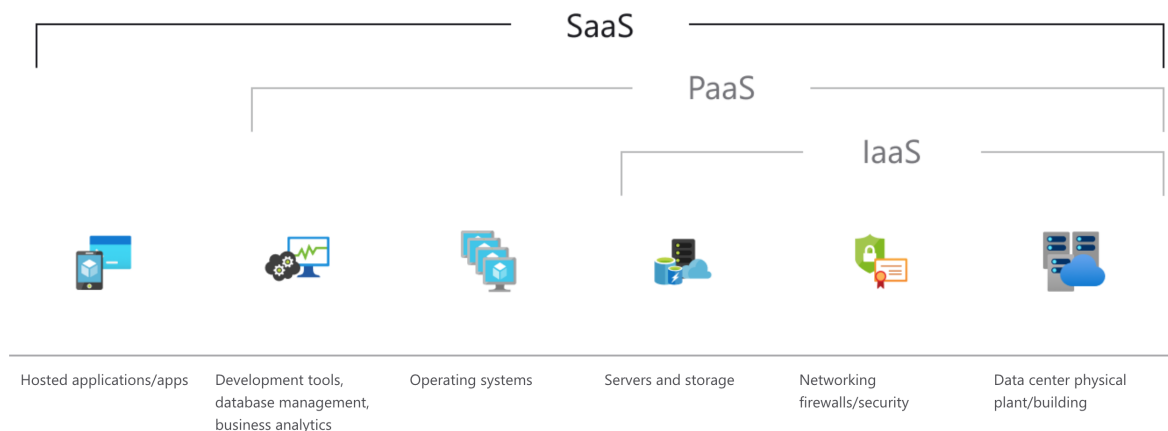 SaaS
PaaS
IaaS
Hosted applications/apps
Development tools,
database management,
business analytics
Operating systems
Servers and storage
Networking
firewalls/security
Data center physical
plant/building